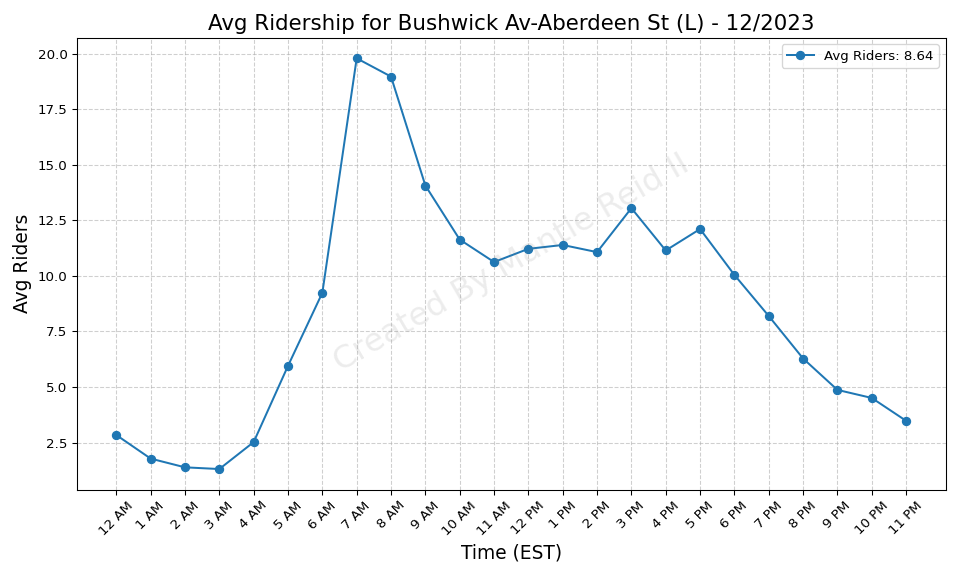 Avg Ridership for Bushwick Av-Aberdeen St (L) - 12/2023
Avg Riders: 8.64
Avg Riders
20.0
17.5
15.0
12.5
10.0
7.5
5.0
2.5
Created By Mantie Reid II
12 AM 1 AM 2 AM 3 AM 4 AM 5 AM 6 AM 7 AM 8 AM 9 AM 10 AM 11 AM 12 PM 1 PM 2 PM 3 PM 4 PM 5 PM 6 PM 7 PM 8 PM 9 PM 10 PM 11 PM
Time (EST)